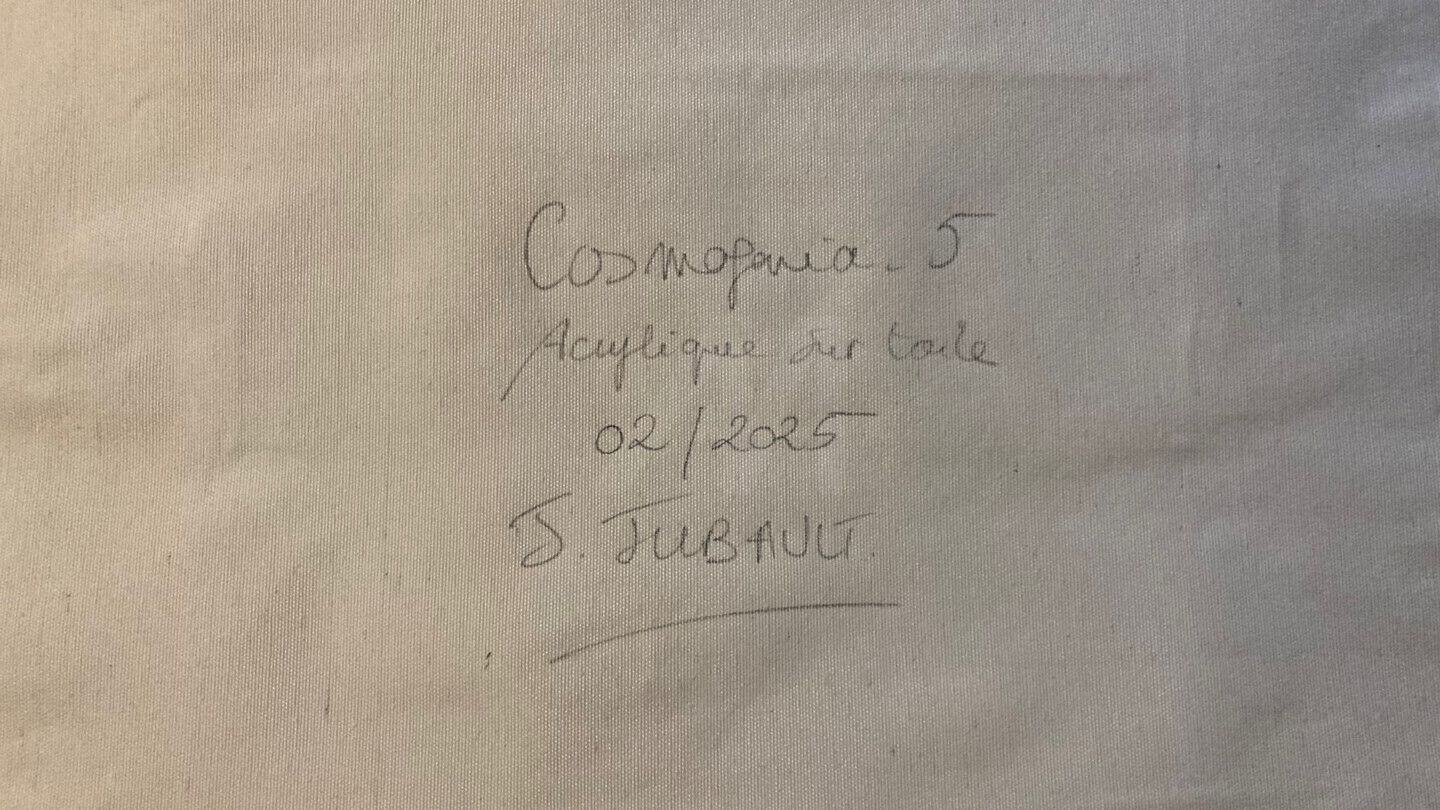 Cosmogonia. 5
Acrylique sur toile
02/2025
J. JUBAULT.